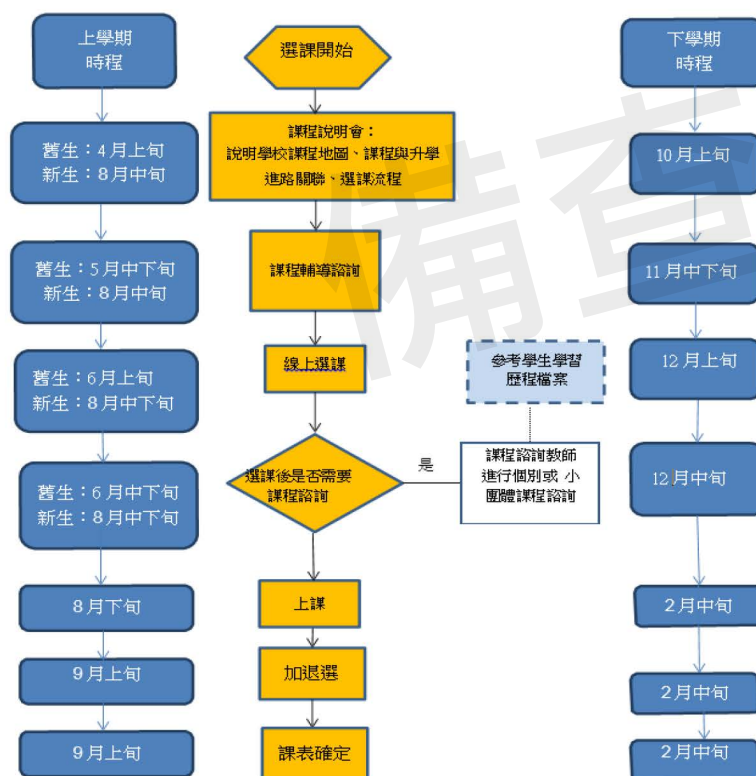 上學期
時程
舊生：4月上旬
新生：8月中旬
舊生：5月中下旬
新生：8月中旬
舊生：6月上旬
新生：8月中下旬
舊生：6月中下旬
新生：8月中下旬
8月下旬
9月上旬
9月上旬
選課開始
課程說明會：
說明學校課程地圖、課程與升學
進路關聯、選課流程
課程輔導諮詢
線上選課
選課後是否需要
課程諮詢
是
參考學生學習
歷程檔案
課程諮詢教師
進行個別或 小
團體課程諮詢
上課
加退選
課表確定
下學期
時程
10月上旬
11月中下旬
12月上旬
12月中旬
2月中旬
2月中旬
2月中旬
備查